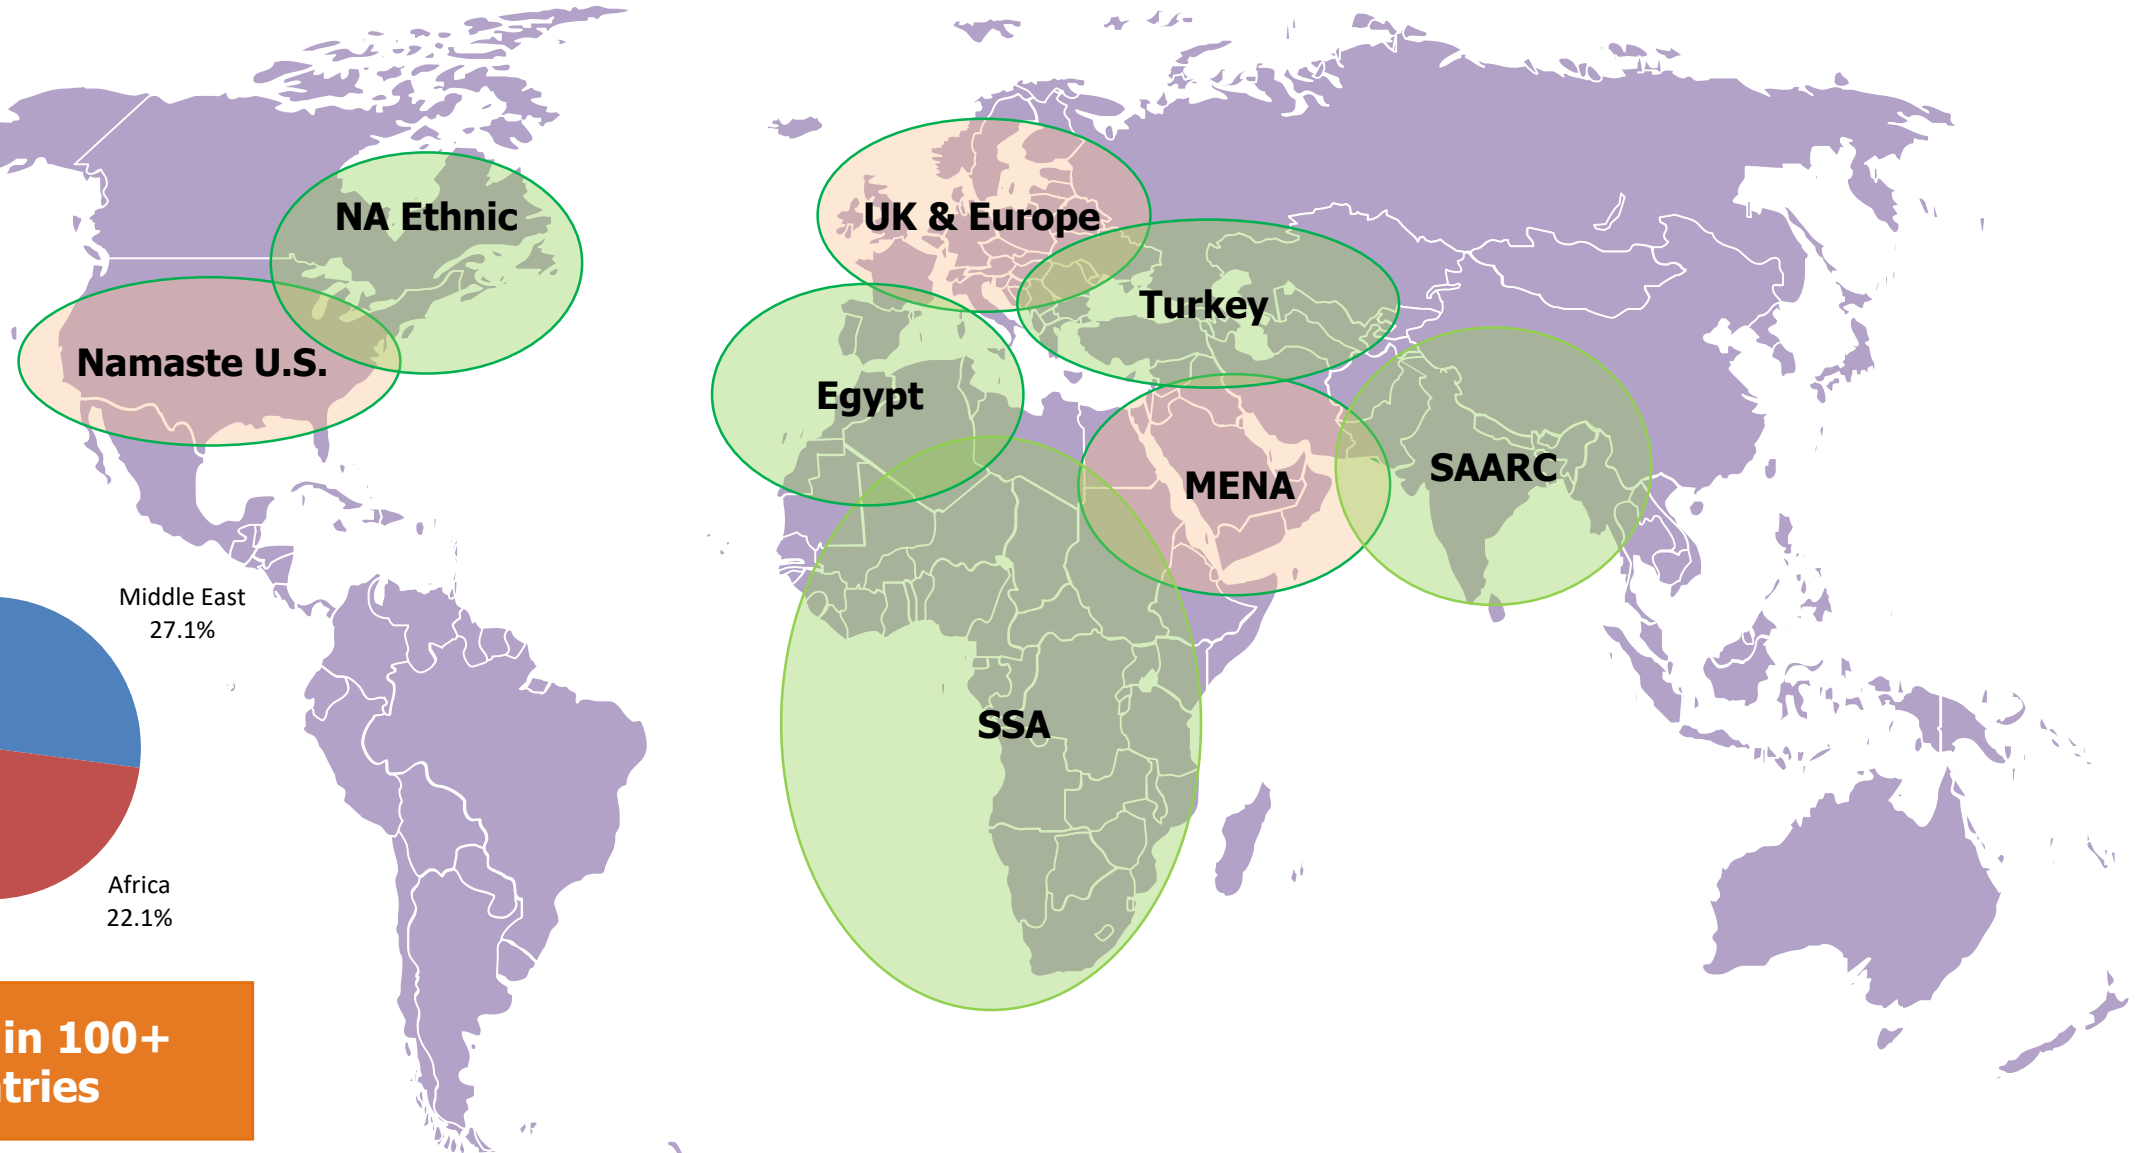 NA Ethnic
UK & Europe
Turkey
Namaste U.S.
Egypt
SAARC
MENA
Middle East
27.1%
SSA
Africa
22.1%
in 100+